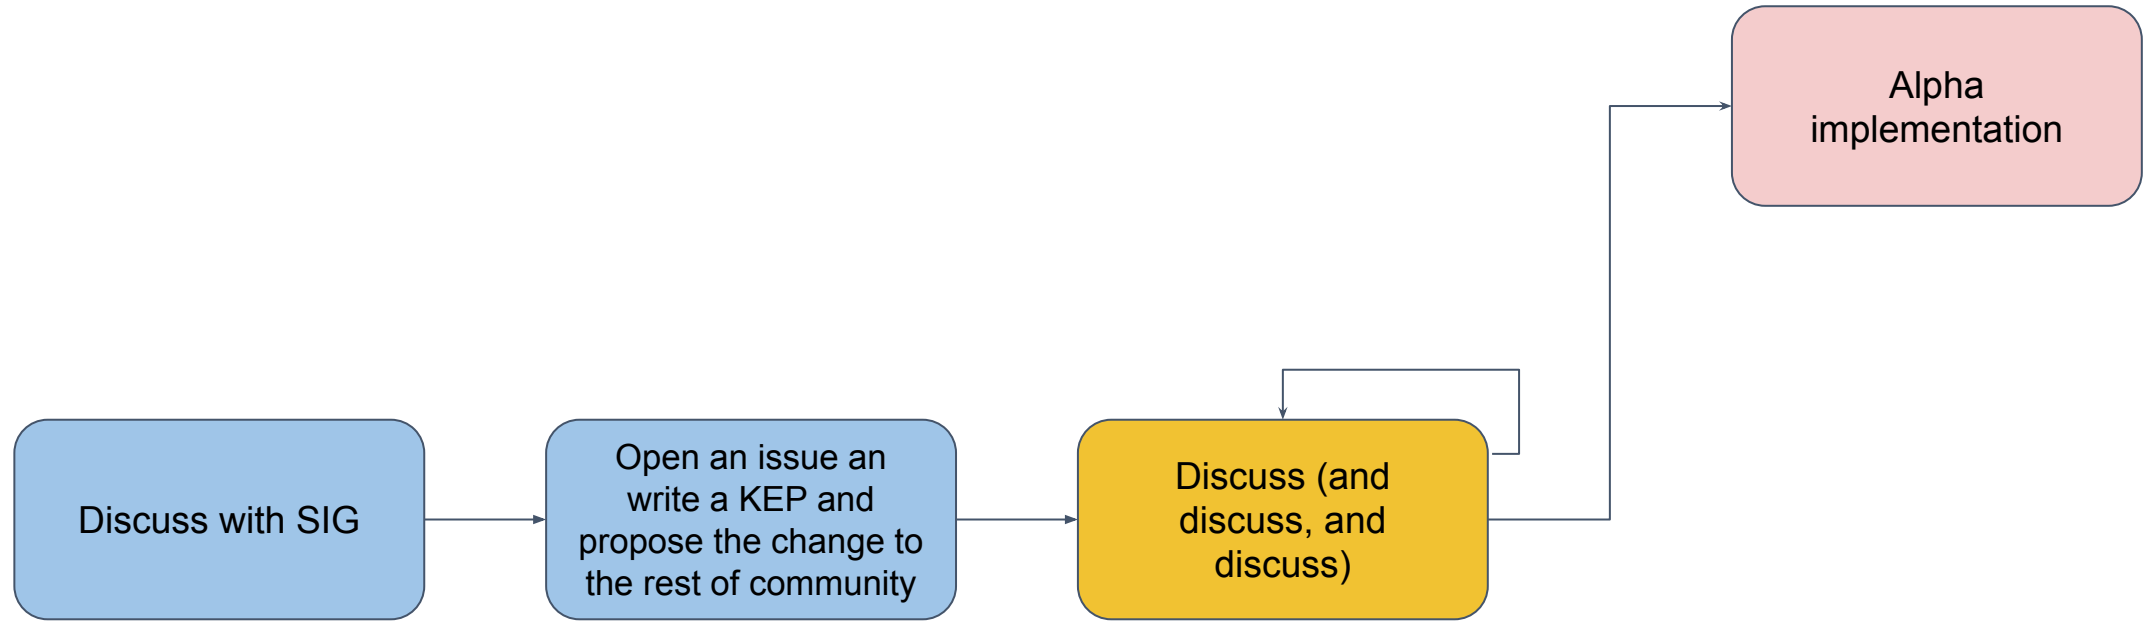 Alpha
implementation
Discuss with SIG
Open an issue an
write a KEP and
propose the change to
the rest of community
Discuss (and
discuss, and
discuss)